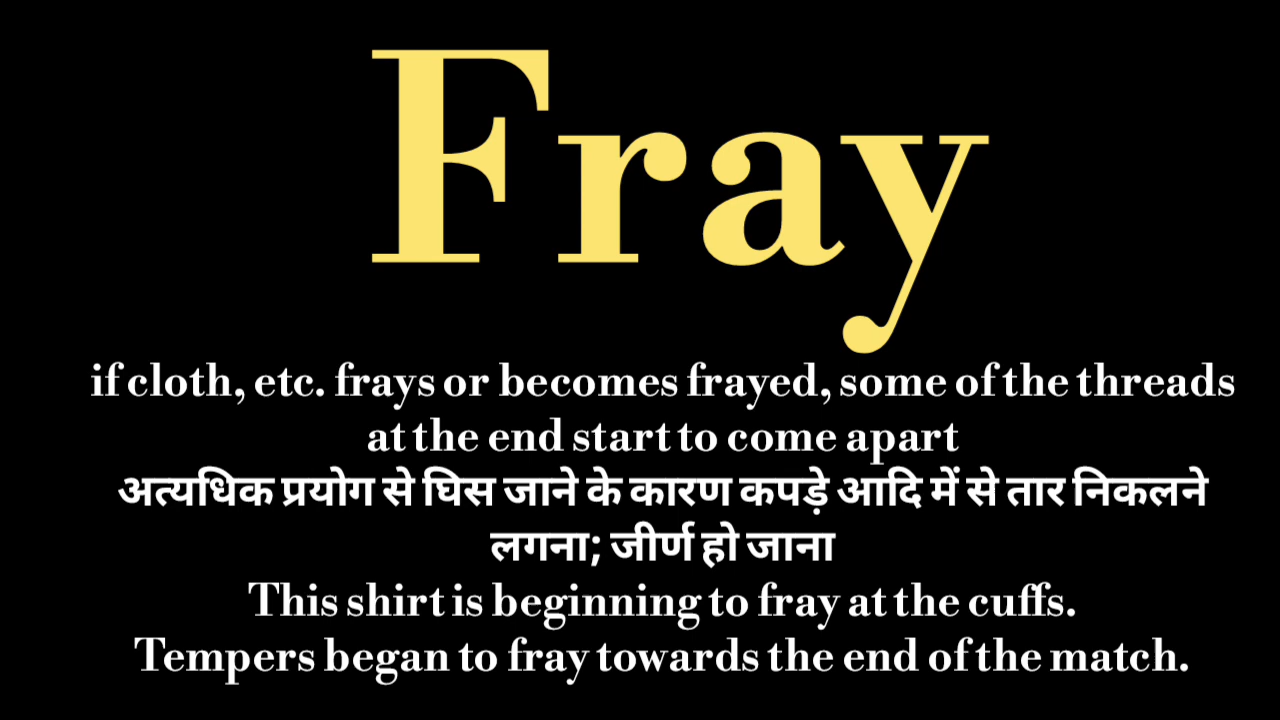 Fray
if cloth, etc. frays or becomes frayed, some of the threads
at the end start to come apart
अत्यधिक प्रयोग से घिस जाने के कारण कपड़े आदि में से तार निकलने
लगना; जीर्ण हो जाना
This shirt is beginning to fray at the cuffs.
Tempers began to fray towards the end of the match.